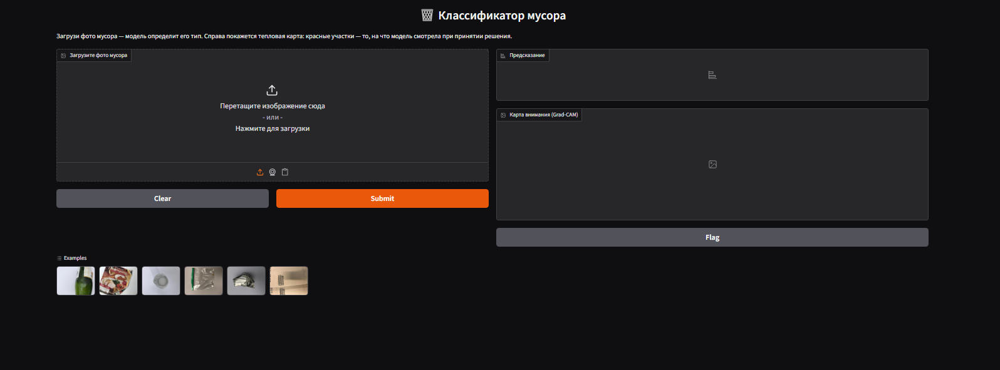 Классификатор мусора
Загрузи фото мусора — модель определит его тип. Справа покажется тепловая карта: красные участки — то, на что модель смотрела при принятии решения.
Загрузите фото мусора
Перетащите изображение сюда
- или -
Нажмите для загрузки
Clear
Submit
Предсказание
Карта внимания (Grad-CAM)
Flag
Examples